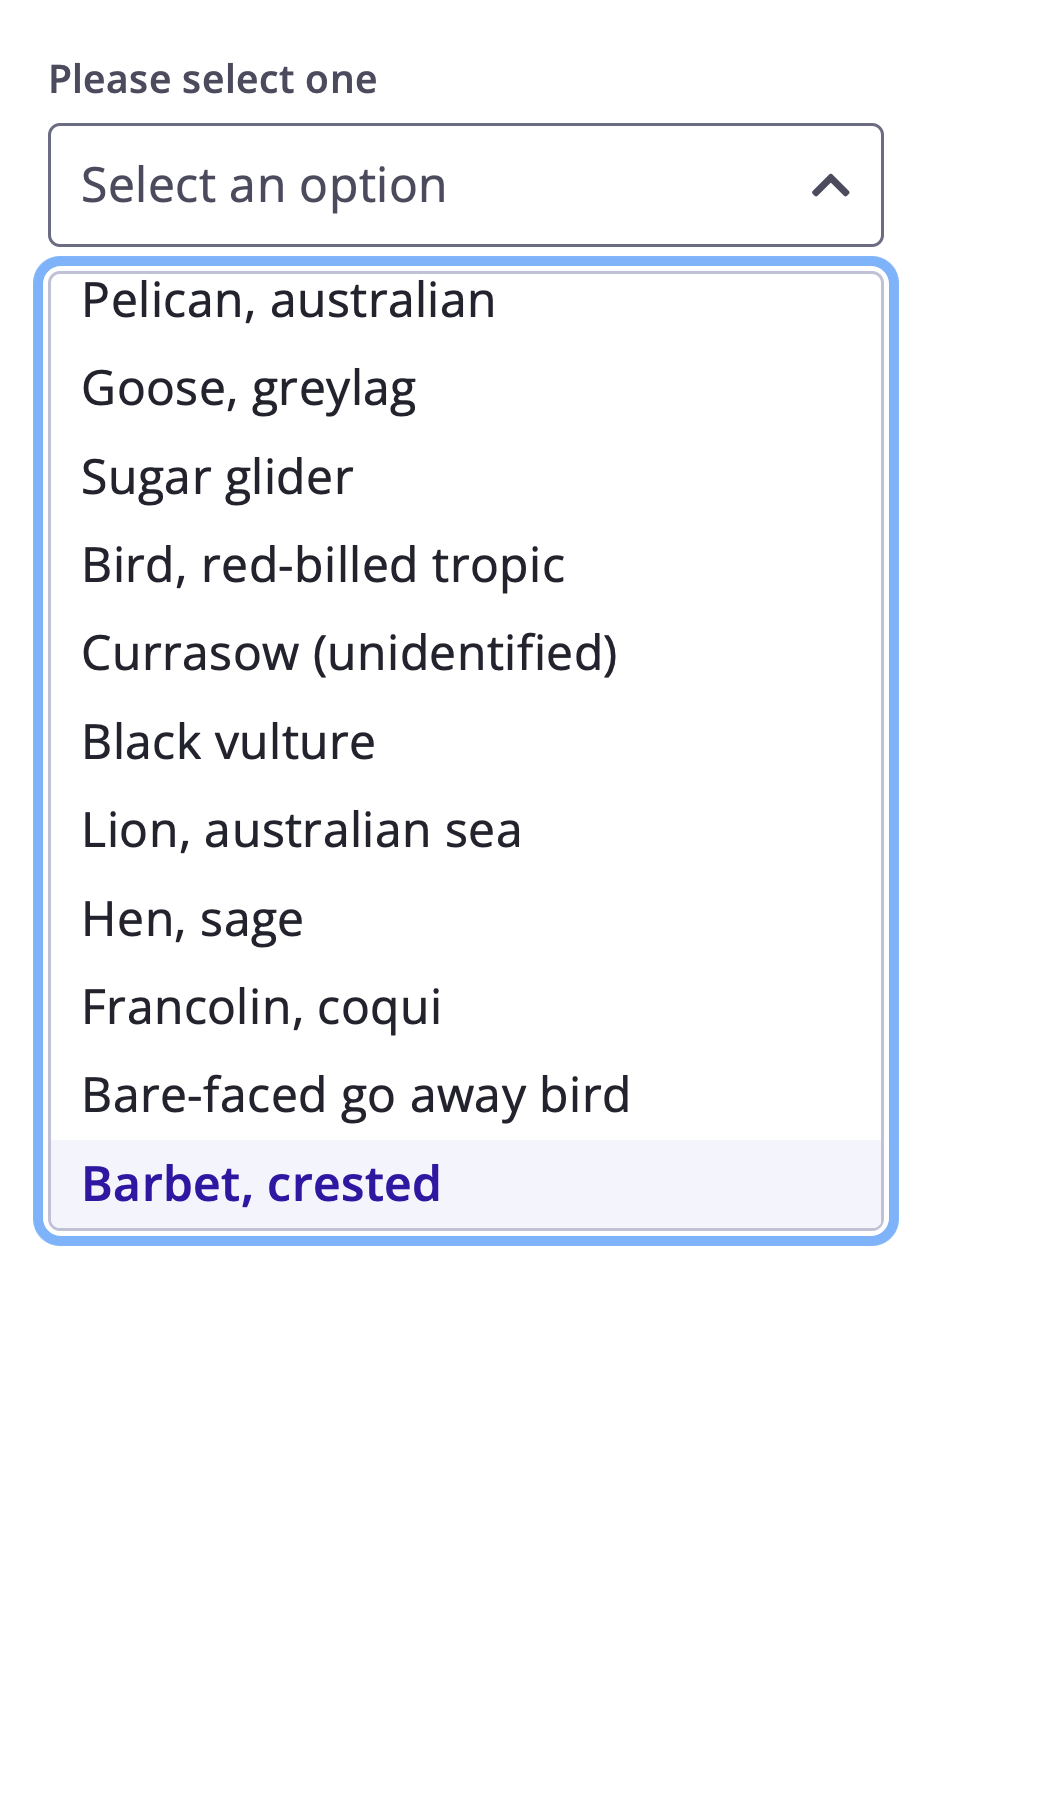 Please select one
Select an option
Pelican, australian
Goose, greylag
Sugar glider
Bird, red-billed tropic
Currasow (unidentified)
Black vulture
Lion, australian sea
Hen, sage
Francolin, coqui
Bare-faced go away bird
Barbet, crested